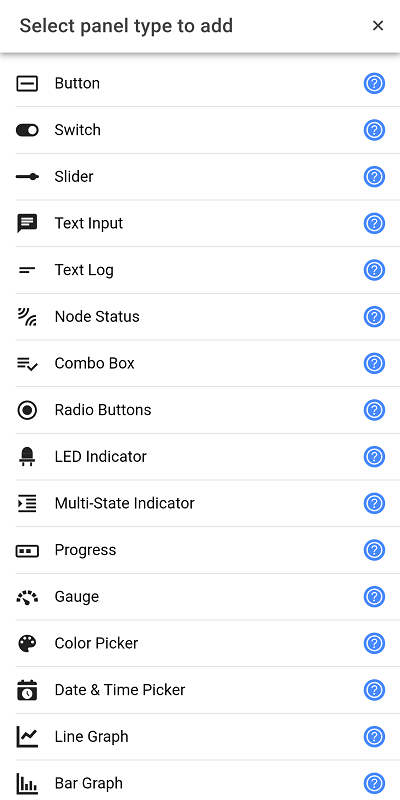 Select panel type to add
Button
Switch
Slider
Text Input
Text Log
Node Status
Combo Box
Radio Buttons
LED Indicator
Multi-State Indicator
Progress
Gauge
Color Picker
Date & Time Picker
Line Graph
Bar Graph